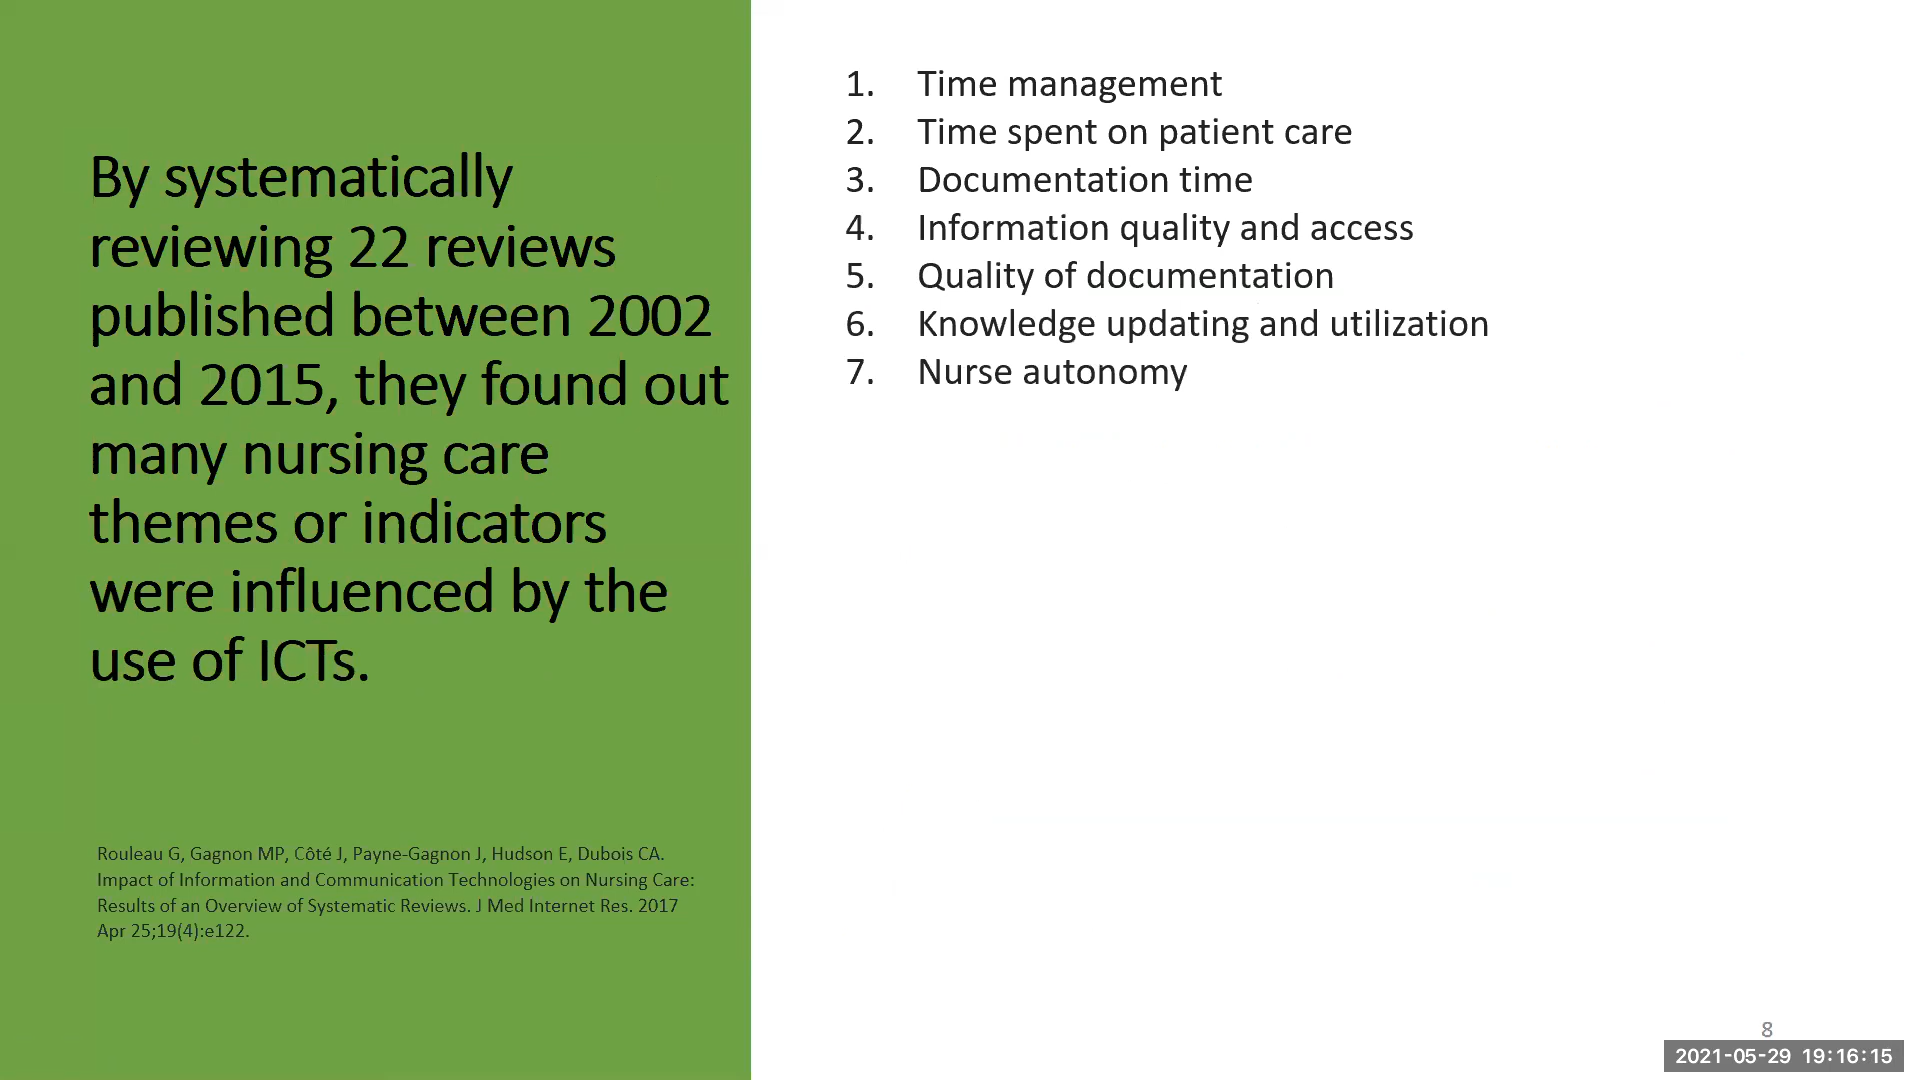 By systematically
reviewing 22 reviews
published between 2002
and 2015, they found out
many nursing care
themes or indicators
were influenced by the
use of ICTs.
Rouleau G, Gagnon MP, Côté J, Payne-Gagnon J, Hudson E, Dubois CA.
Impact of Information and Communication Technologies on Nursing Care:
Results of an Overview of Systematic Reviews. J Med Internet Res. 2017
Apr 25;19(4):e122.
1. Time management
2. Time spent on patient care
3. Documentation time
4. Information quality and access
5. Quality of documentation
6. Knowledge updating and utilization
7. Nurse autonomy
8
2021-05-29 19:16:15